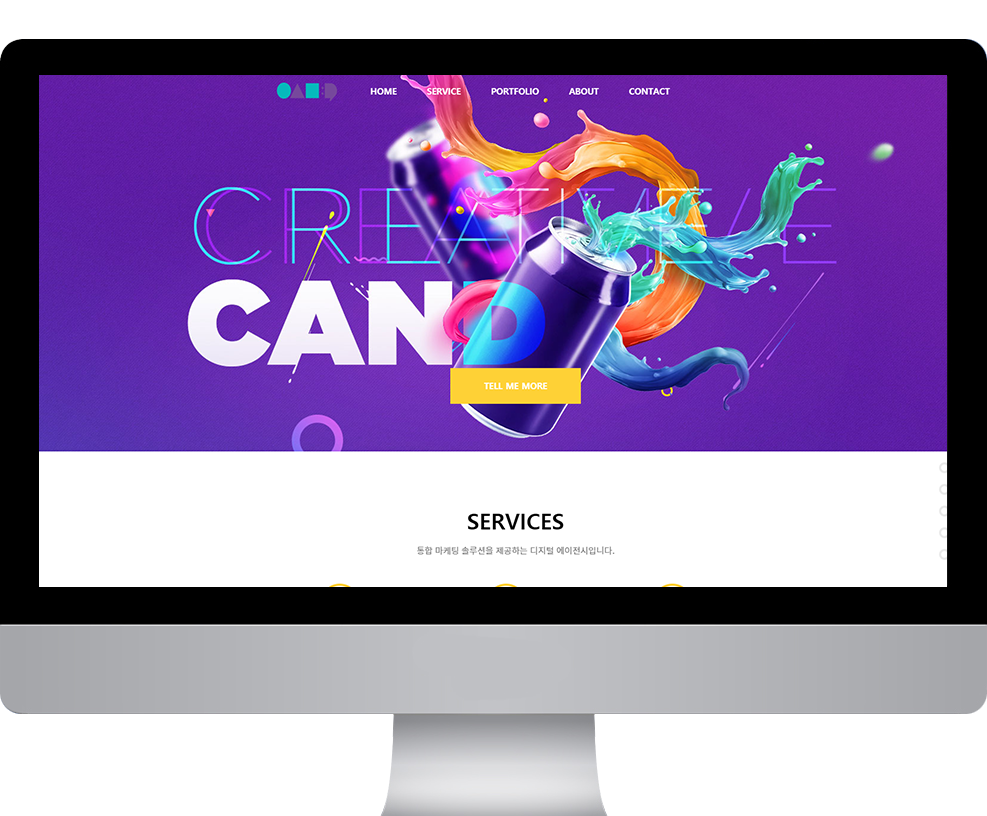 HOME SERVICE PORTFOLIO ABOUT CONTACT
CREATIVE
CAND
TELL ME MORE
SERVICES
통합 마케팅 솔루션을 제공하는 디지털 에이전시입니다.